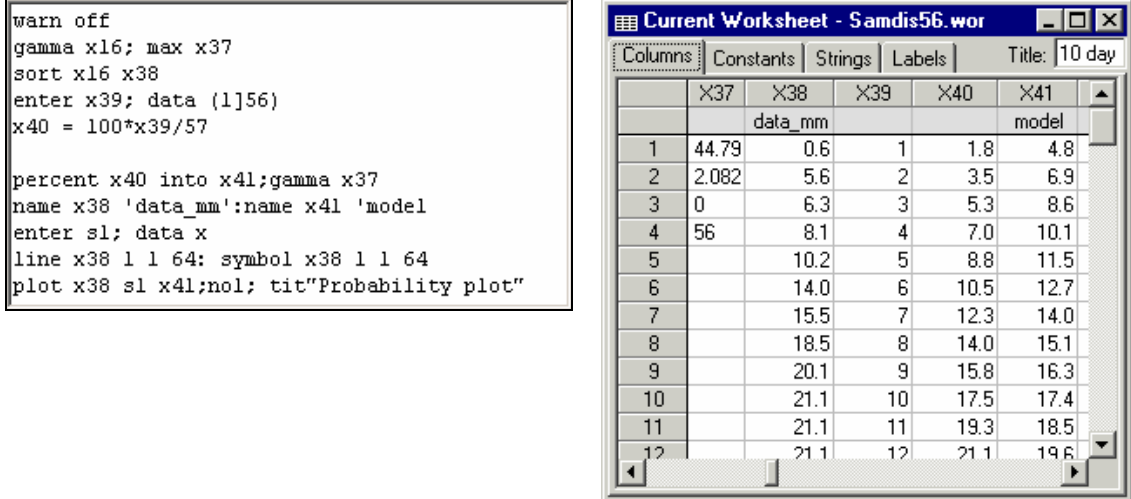 warn off
gamma x16; max x37
sort x16 x38
enter x39; data (1]56)
x40 = 100*x39/57
percent x40 into x41;gamma x37
name x38 'data_mm':name x41 'model
enter s1; data x
line x38 1 1 64: symbol x38 1 1 64
plot x38 s1 x41;nol; tit"Probability plot"
Current Worksheet - Samdis56.wor
Columns Constants Strings Labels Title: 10 day
X37 X38 X39 X40 X41
data_mm model
1 44.79 0.6 1 1.8 4.8
2 2.082 5.6 2 3.5 6.9
3 0 6.3 3 5.3 8.6
4 56 8.1 4 7.0 10.1
5 10.2 5 8.8 11.5
6 14.0 6 10.5 12.7
7 15.5 7 12.3 14.0
8 18.5 8 14.0 15.1
9 20.1 9 15.8 16.3
10 21.1 10 17.5 17.4
11 21.1 11 19.3 18.5
12 21.1 12 21.1 19.6